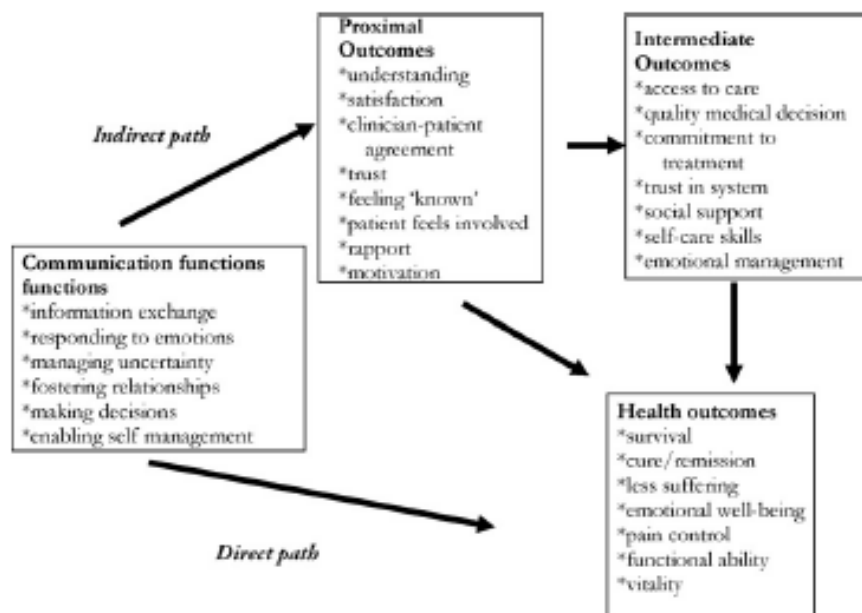 Proximal
Outcomes
*understanding
*satisfaction
*clinician-patient
agreement
*trust
*feeling ‘known’
*patient feels involved
*rapport
*motivation
Intermediate
Outcomes
*access to care
*quality medical decision
*commitment to
treatment
*trust in system
*social support
*self-care skills
*emotional management
Indirect path
Communication functions
functions
*information exchange
*responding to emotions
*managing uncertainty
*fostering relationships
*making decisions
*enabling self management
Health outcomes
*survival
*cure/remission
*less suffering
*emotional well-being
*pain control
*functional ability
*vitality
Direct path